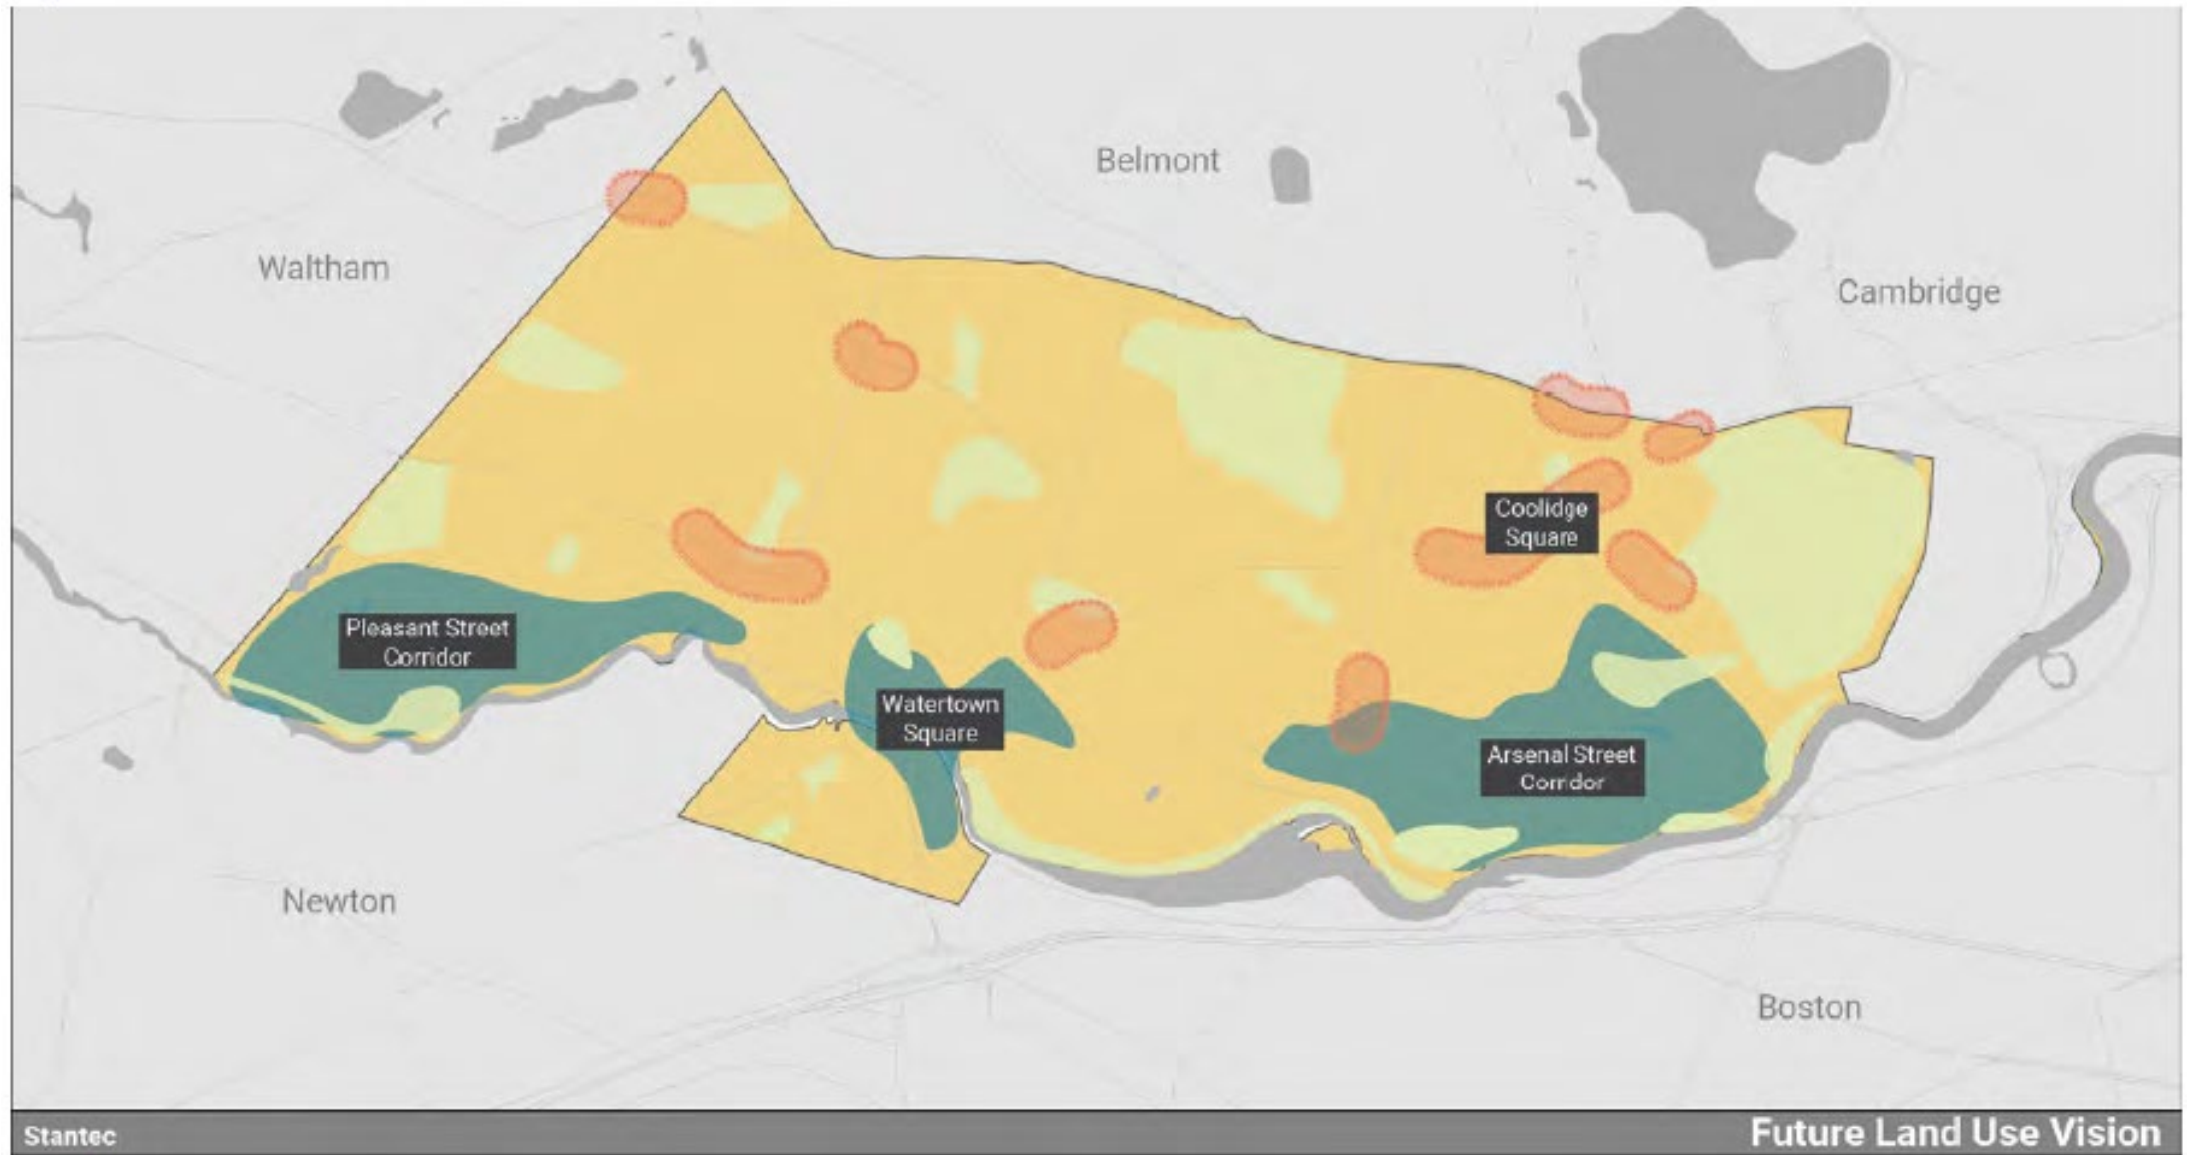 Belmont
Waltham
Cambridge
Coolidge
Square
Pleasant Street
Corridor
Watertown
Square
Arsenal Street
Corridor
Newton
Boston
Stantec
Future Land Use Vision